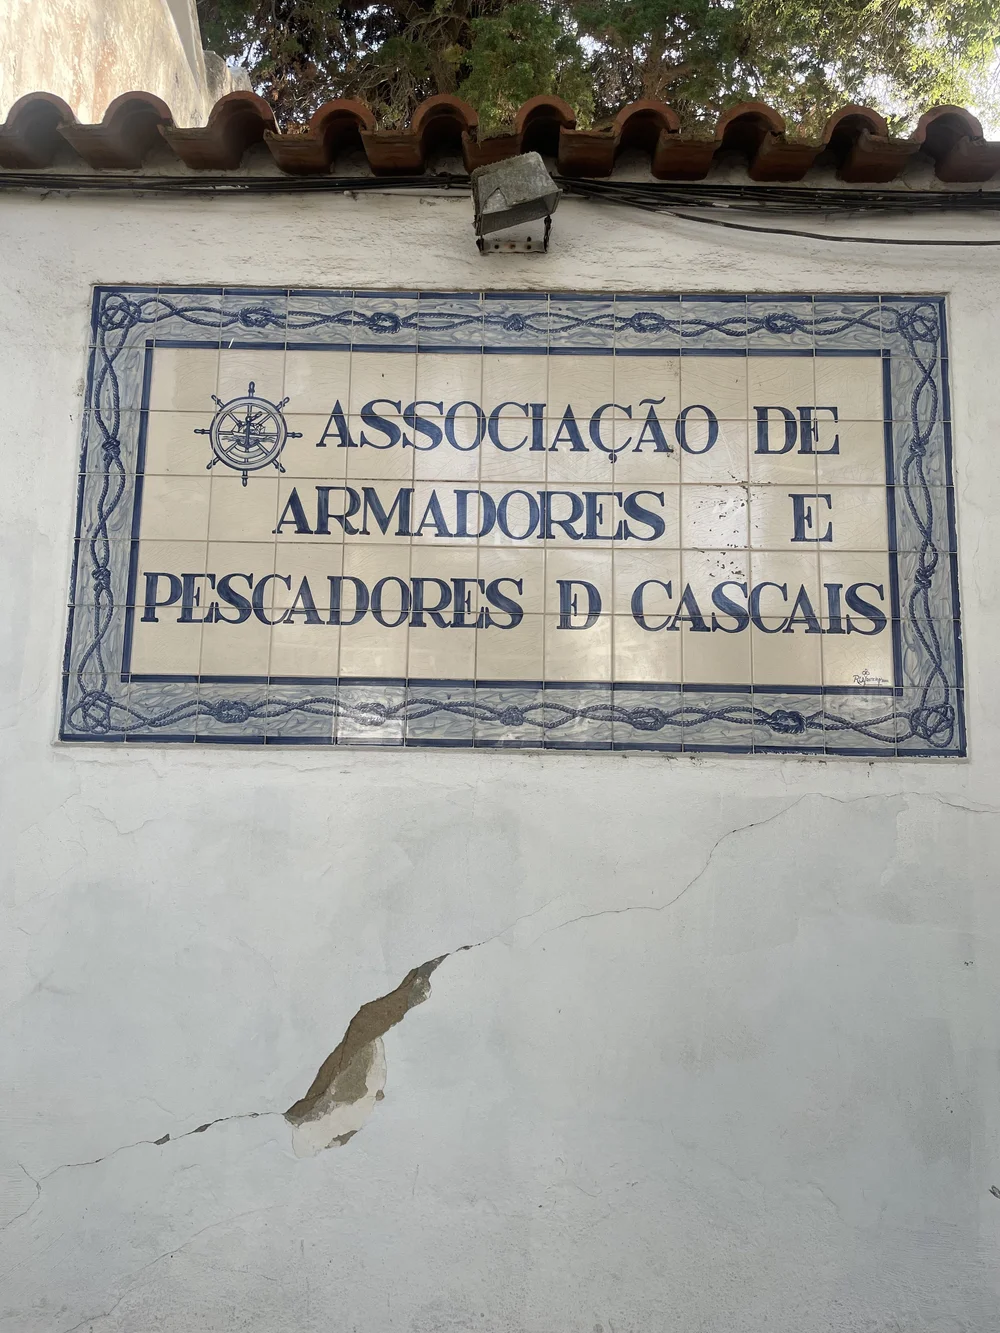 ASSOCIAÇÃO DE
ARMADORES E
PESCADORES D CASCAIS